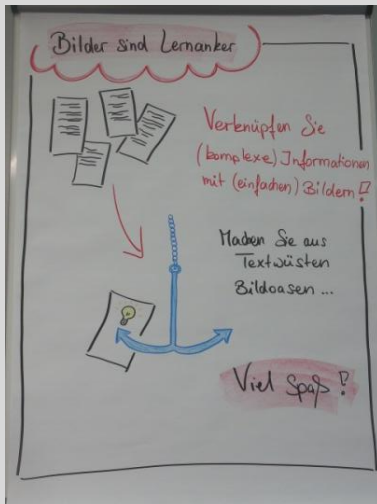 Bilder sind Lernanker
Verknüpfen Sie
(komplexe) Informationen
mit (einfachen) Bildern!
Machen Sie aus
Textwüsten
Bildoasen ...
Viel Spaß!